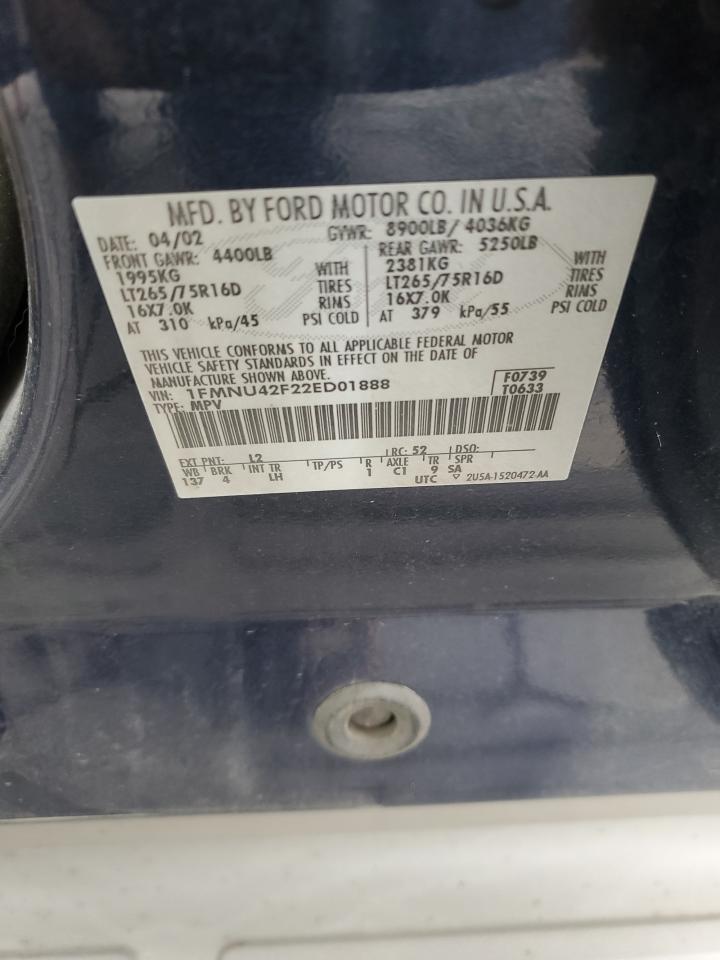 MFD. BY FORD MOTOR CO. IN U.S.A.
DATE: 04/02 GVWR: 8900LB/ 4036KG
FRONT GAWR: 4400LB REAR GAWR: 5250LB
1995KG WITH 2381KG WITH
LT265/75R16D TIRES LT265/75R16D TIRES
16X7.0K RIMS 16X7.0K RIMS
AT 310 kPa/45 PSI COLD AT 379 kPa/55 PSI COLD
THIS VEHICLE CONFORMS TO ALL APPLICABLE FEDERAL MOTOR
VEHICLE SAFETY STANDARDS IN EFFECT ON THE DATE OF
MANUFACTURE SHOWN ABOVE.
VIN: 1FMNU42F22ED01888 F0739
TYPE: MPV T0633
EXT PNT: L2 RC: 52 DSO:
WB BRK INT TR TP/PS R AXLE TR SPR
137 4 LH 1 C1 9 SA
UTC ▽ 2U5A-1520472-AA